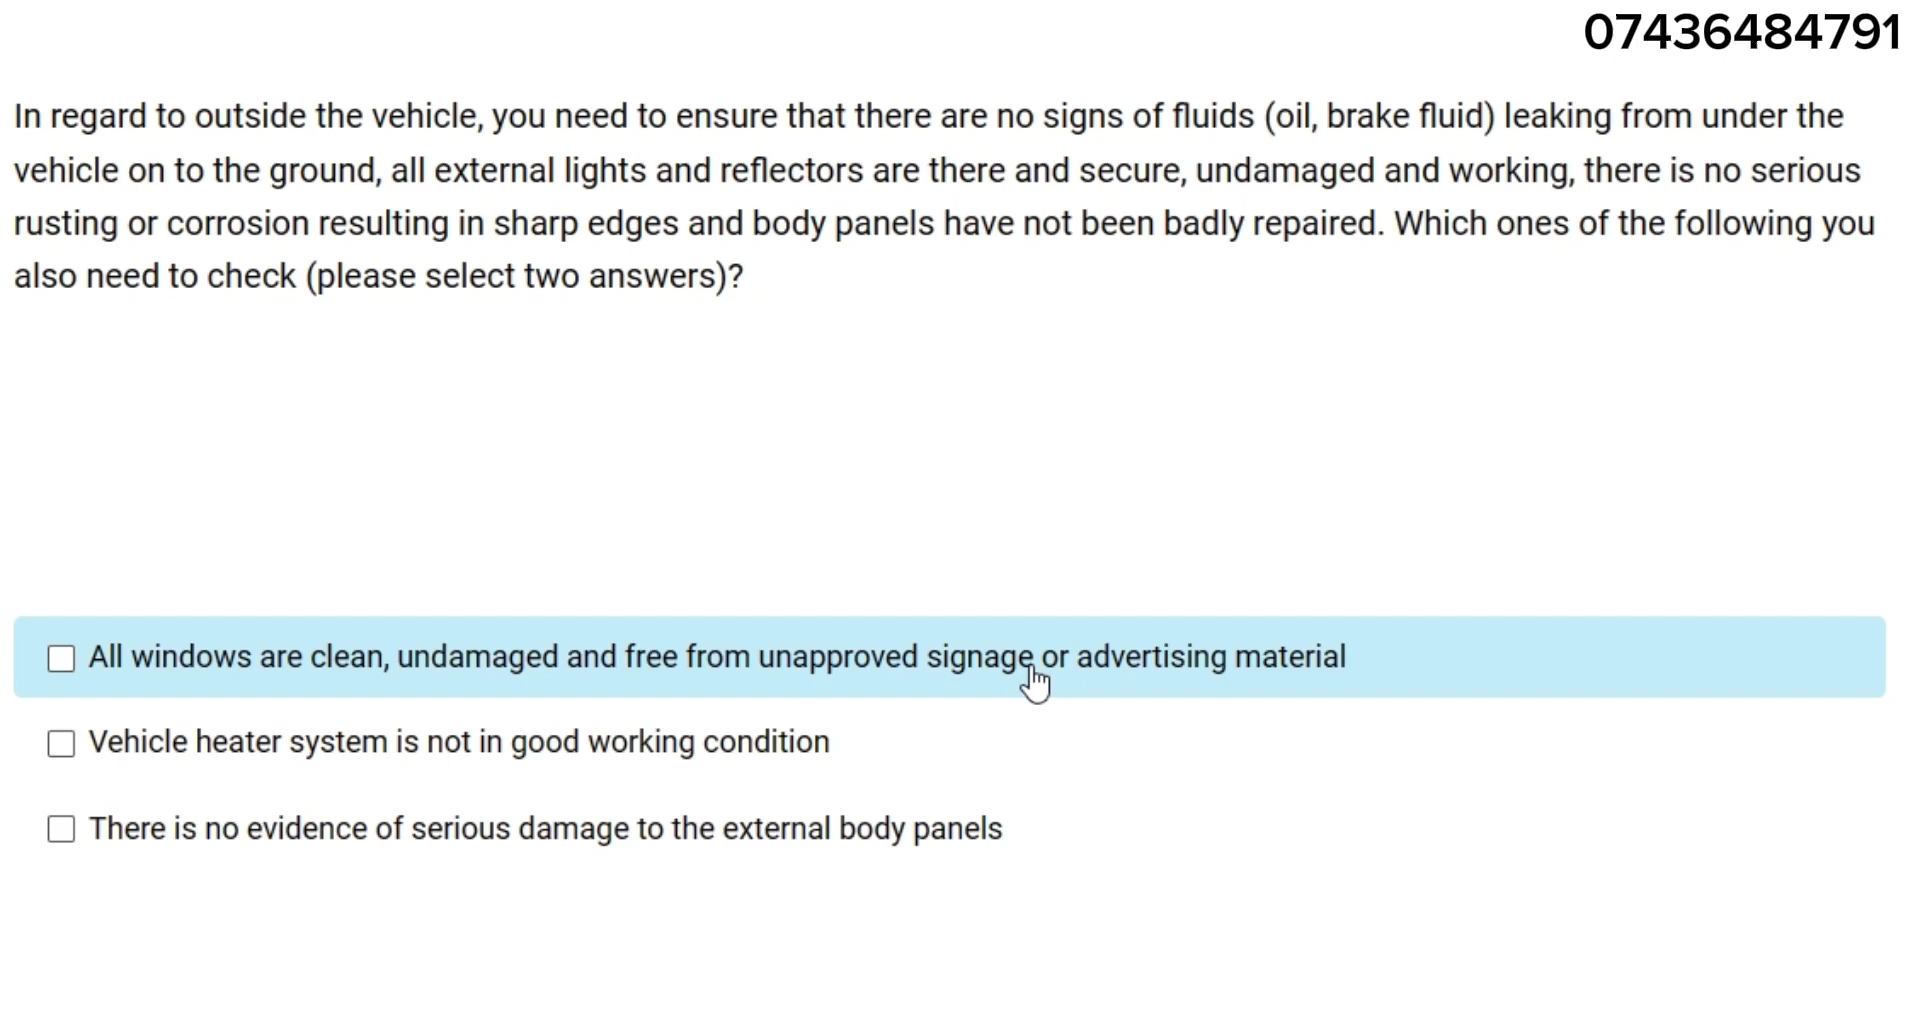 07436484791
In regard to outside the vehicle, you need to ensure that there are no signs of fluids (oil, brake fluid) leaking from under the
vehicle on to the ground, all external lights and reflectors are there and secure, undamaged and working, there is no serious
rusting or corrosion resulting in sharp edges and body panels have not been badly repaired. Which ones of the following you
also need to check (please select two answers)?
All windows are clean, undamaged and free from unapproved signage or advertising material
Vehicle heater system is not in good working condition
There is no evidence of serious damage to the external body panels